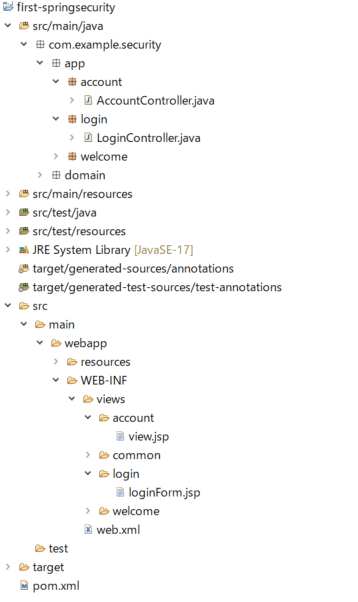 first-springsecurity
src/main/java
com.example.security
app
account
AccountController.java
login
LoginController.java
welcome
domain
src/main/resources
src/test/java
src/test/resources
JRE System Library [JavaSE-17]
target/generated-sources/annotations
target/generated-test-sources/test-annotations
src
main
webapp
resources
WEB-INF
views
account
view.jsp
common
login
loginForm.jsp
welcome
web.xml
test
target
pom.xml